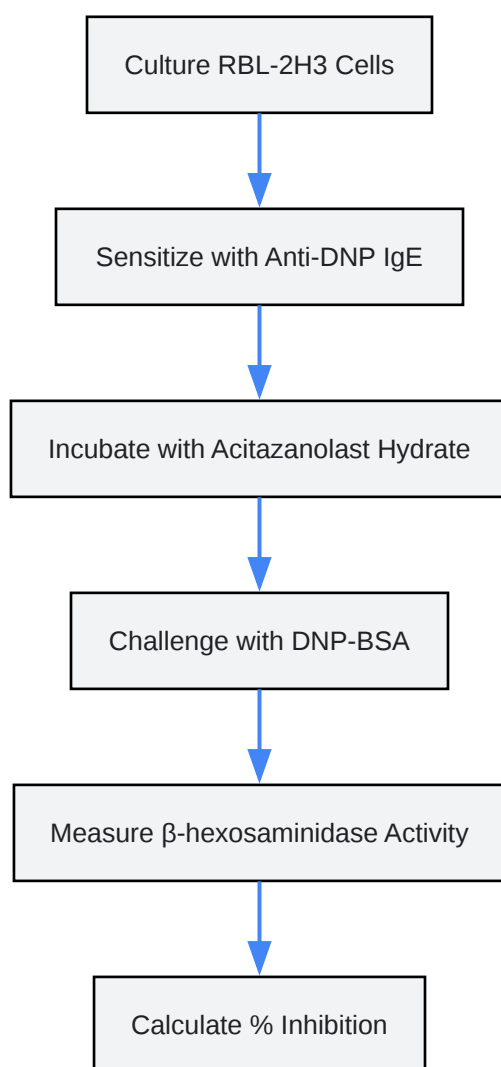 Culture RBL-2H3 Cells
Sensitize with Anti-DNP IgE
Incubate with Acitazanolast Hydrate
Challenge with DNP-BSA
Measure β-hexosaminidase Activity
Calculate % Inhibition